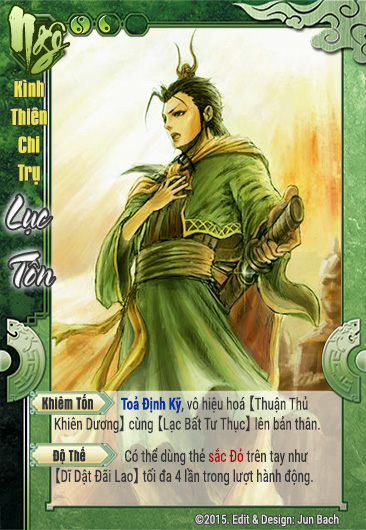 Ngô
Kình
Thiên
Chi
Trụ
Lục
Tốn
Khiêm Tốn
Toả Định Kỹ, vô hiệu hoá【Thuận Thủ
Khiên Dương】cùng【Lạc Bất Tư Thục】lên bản thân.
Độ Thế
Có thể dùng thẻ sắc Đỏ trên tay như
【Dĩ Dật Đãi Lao】tối đa 4 lần trong lượt hành động.
©2015. Edit & Design: Jun Bach